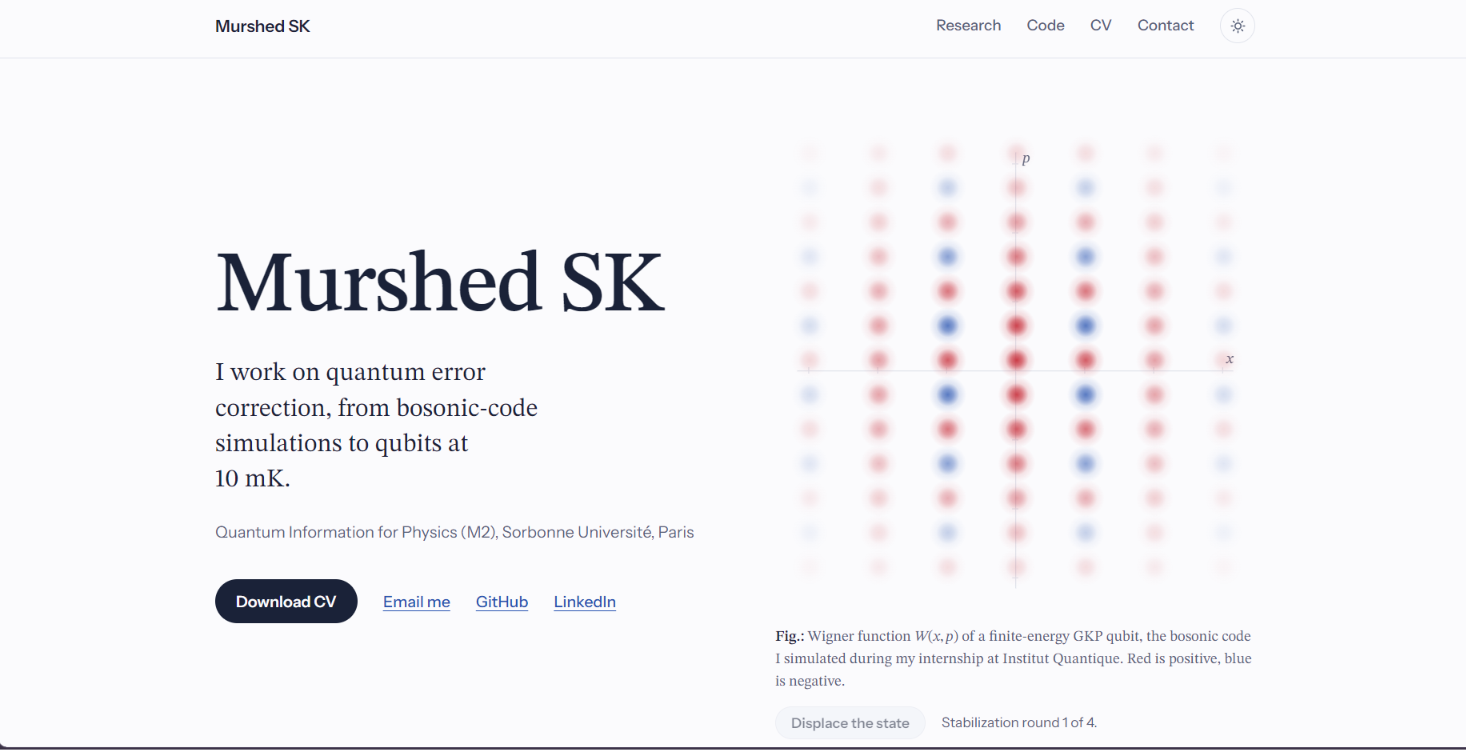 Murshed SK
Research
Code
CV
Contact
Murshed SK
I work on quantum error
correction, from bosonic-code
simulations to qubits at
10 mK.
Quantum Information for Physics (M2), Sorbonne Université, Paris
Download CV
Email me
GitHub
LinkedIn
p
x
Fig.: Wigner function W(x, p) of a finite-energy GKP qubit, the bosonic code
I simulated during my internship at Institut Quantique. Red is positive, blue
is negative.
Displace the state
Stabilization round 1 of 4.